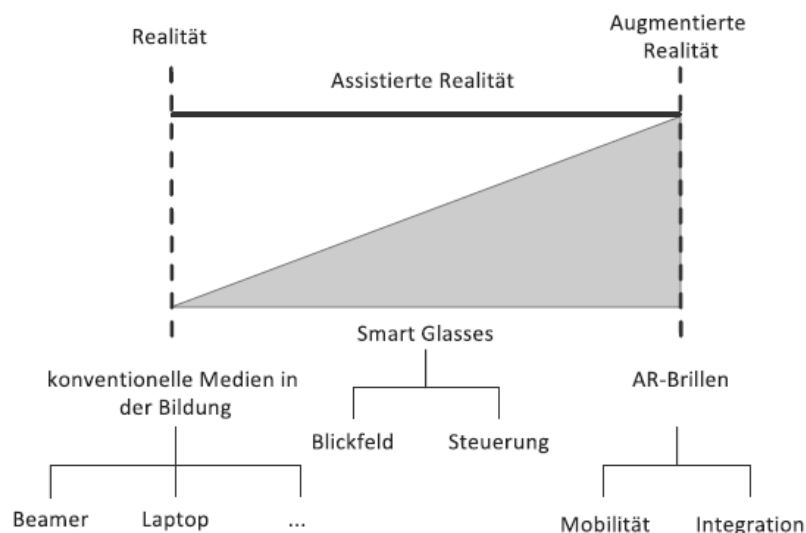 Realität
Augmentierte
Realität
Assistierte Realität
Smart Glasses
konventionelle Medien in
der Bildung
AR-Brillen
Blickfeld
Steuerung
Beamer
Laptop
...
Mobilität
Integration